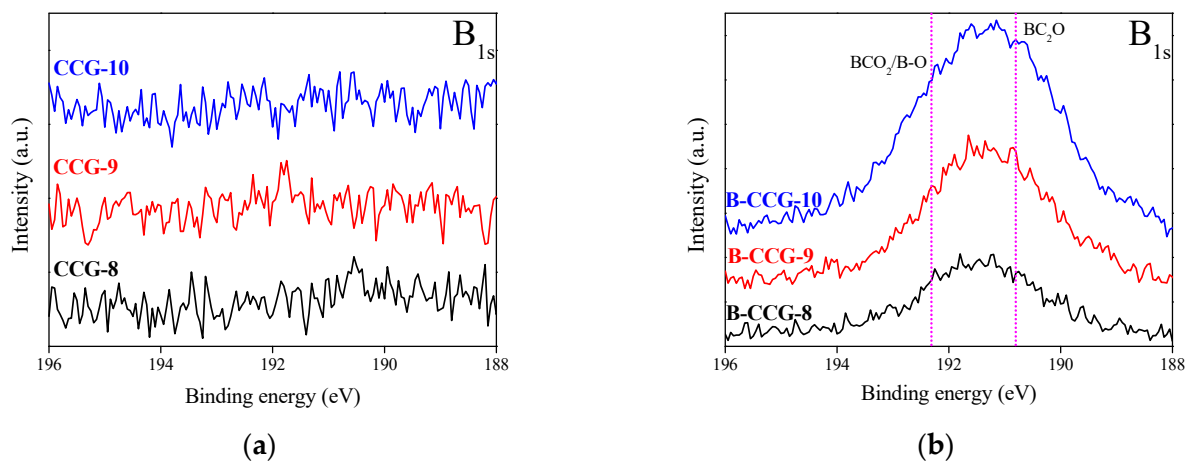 B1s
CCG-10
CCG-9
CCG-8
Intensity (a.u.)
196 194 192 190 188
Binding energy (eV)
(a)
B1s
BC2O
BCO2/B-O
B-CCG-10
B-CCG-9
B-CCG-8
Intensity (a.u.)
196 194 192 190 188
Binding energy (eV)
(b)